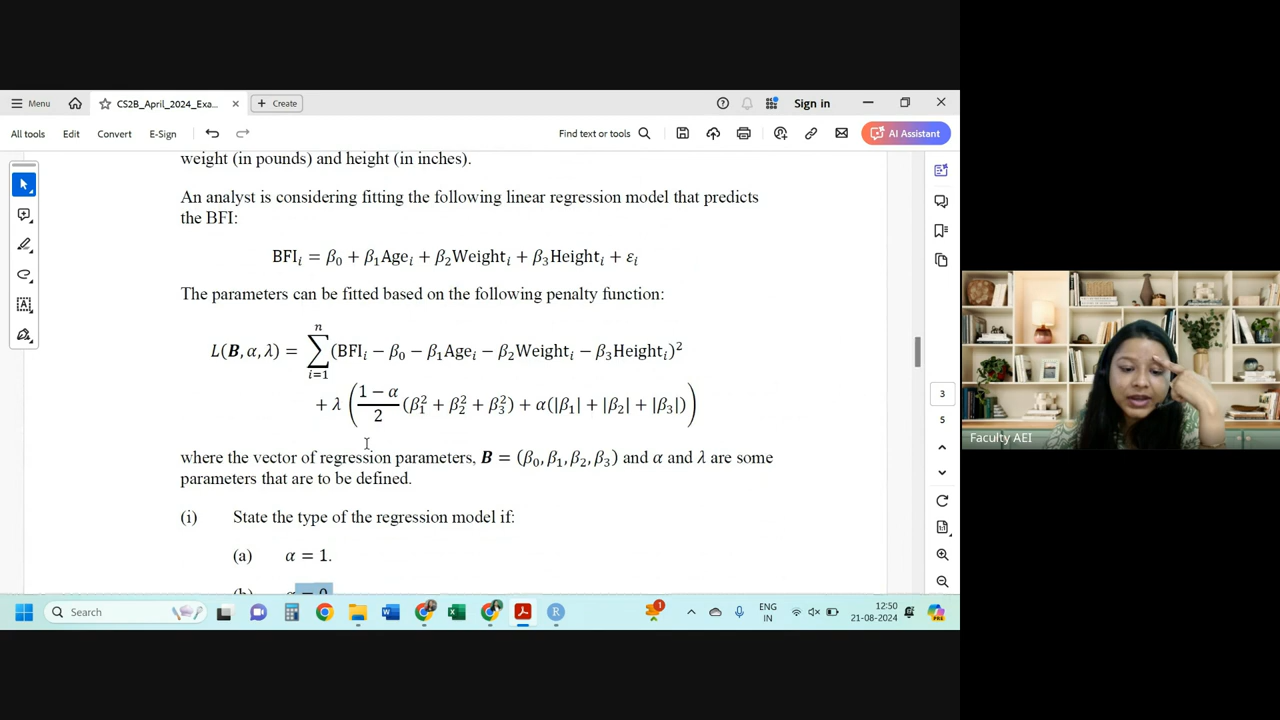 Menu
CS2B_April_2024_Exa...
Create
Sign in
All tools
Edit
Convert
E-Sign
Find text or tools
AI Assistant
weight (in pounds) and height (in inches).
An analyst is considering fitting the following linear regression model that predicts
the BFI:
BFIᵢ = β₀ + β₁Ageᵢ + β₂Weightᵢ + β₃Heightᵢ + εᵢ
The parameters can be fitted based on the following penalty function:
L(B, α, λ) = ∑ᵢ₌₁ⁿ (BFIᵢ − β₀ − β₁Ageᵢ − β₂Weightᵢ − β₃Heightᵢ)²
+ λ ( (1 − α)/2 (β₁² + β₂² + β₃²) + α(|β₁| + |β₂| + |β₃|) )
where the vector of regression parameters, B = (β₀, β₁, β₂, β₃) and α and λ are some
parameters that are to be defined.
(i) State the type of the regression model if:
(a) α = 1.
(b) α = 0
3
5
Faculty AEI
Search
1
ENG
IN
12:50
21-08-2024